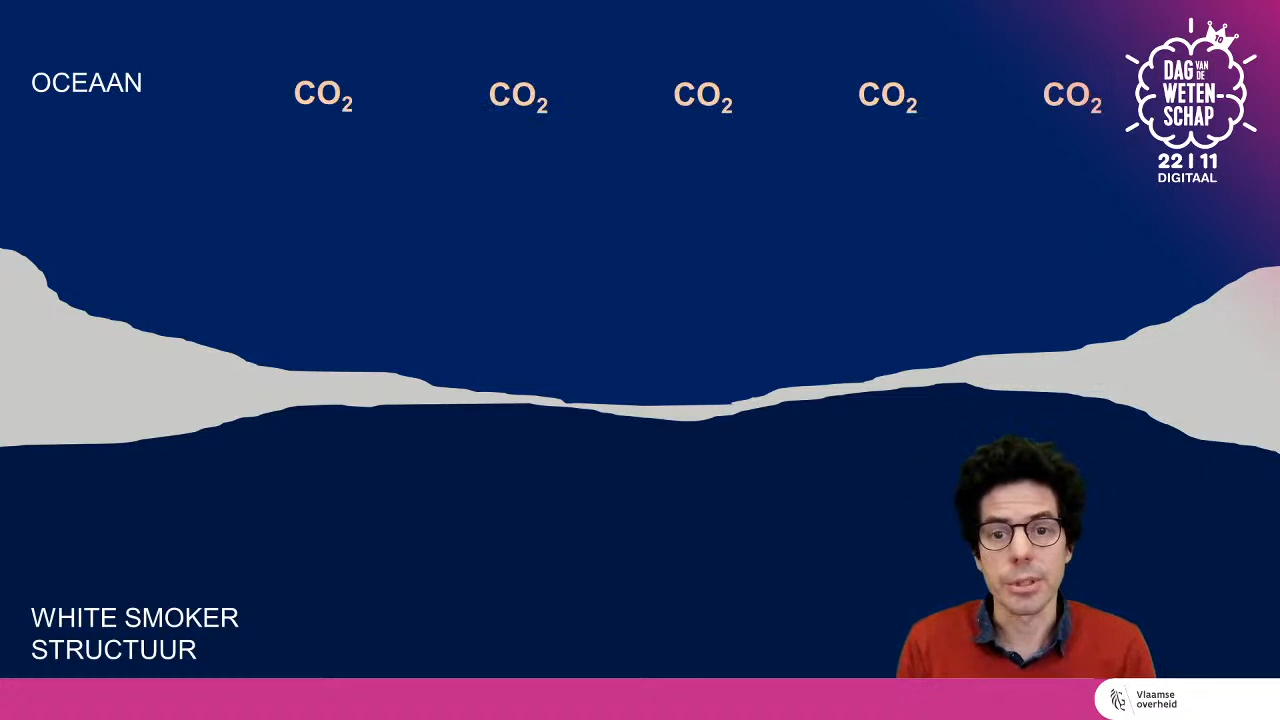 OCEAAN
CO2 CO2 CO2 CO2 CO2
10
DAG VAN DE
WETEN-
SCHAP
22 | 11
DIGITAAL
WHITE SMOKER
STRUCTUUR
Vlaamse
overheid